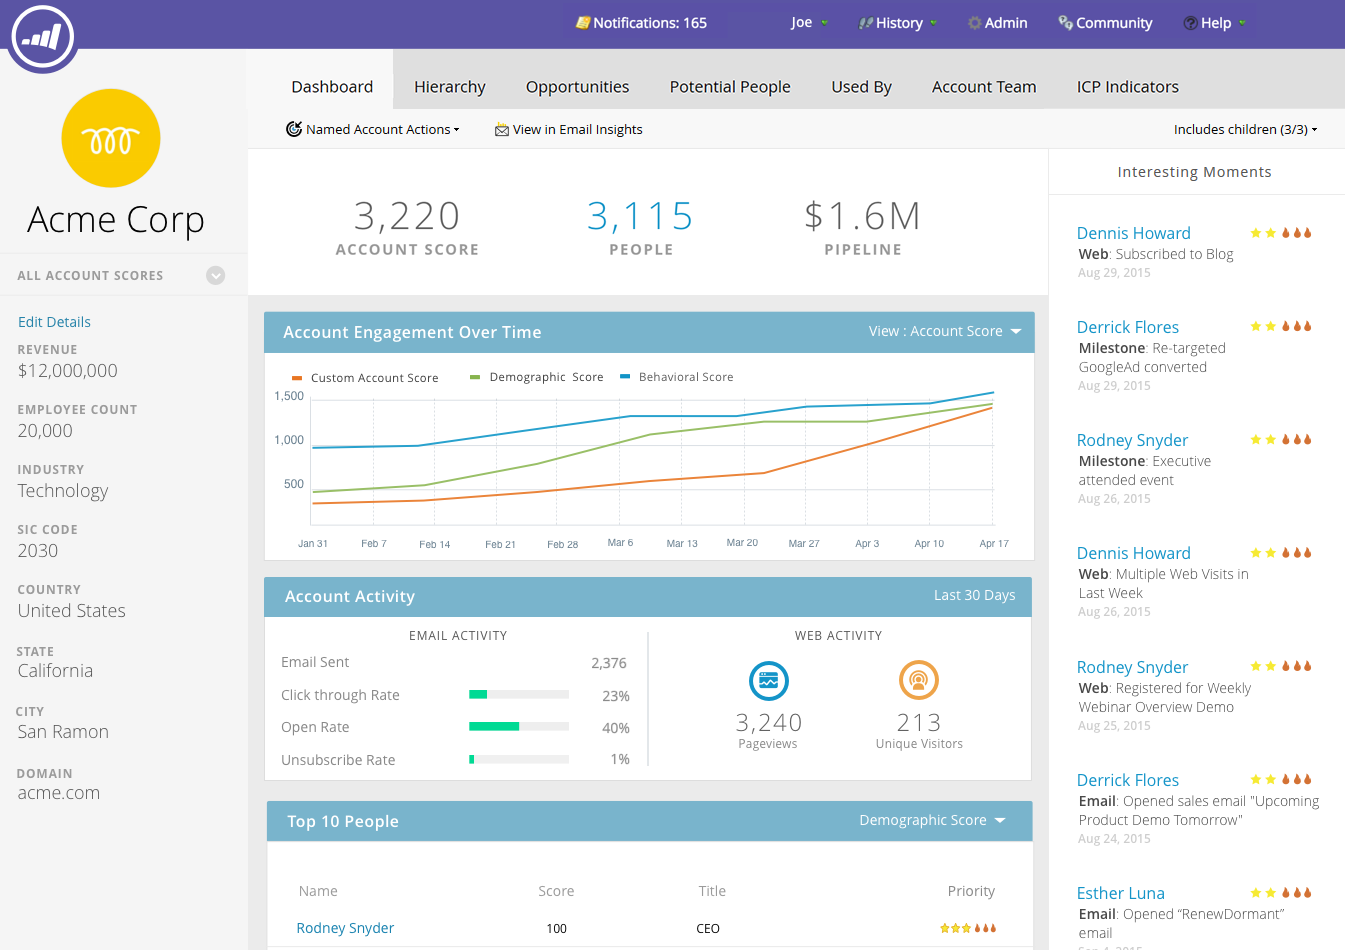 Notifications: 165
Joe
History
Admin
Community
Help
Acme Corp
ALL ACCOUNT SCORES
Edit Details
REVENUE
$12,000,000
EMPLOYEE COUNT
20,000
INDUSTRY
Technology
SIC CODE
2030
COUNTRY
United States
STATE
California
CITY
San Ramon
DOMAIN
acme.com
Dashboard
Hierarchy
Opportunities
Potential People
Used By
Account Team
ICP Indicators
Named Account Actions
View in Email Insights
Includes children (3/3)
3,220
ACCOUNT SCORE
3,115
PEOPLE
$1.6M
PIPELINE
Account Engagement Over Time
View : Account Score
Custom Account Score
Demographic Score
Behavioral Score
1,500
1,000
500
Jan 31
Feb 7
Feb 14
Feb 21
Feb 28
Mar 6
Mar 13
Mar 20
Mar 27
Apr 3
Apr 10
Apr 17
Account Activity
Last 30 Days
EMAIL ACTIVITY
Email Sent
2,376
Click through Rate
23%
Open Rate
40%
Unsubscribe Rate
1%
WEB ACTIVITY
3,240
Pageviews
213
Unique Visitors
Top 10 People
Demographic Score
Name
Score
Title
Priority
Rodney Snyder
100
CEO
Interesting Moments
Dennis Howard
Web: Subscribed to Blog
Aug 29, 2015
Derrick Flores
Milestone: Re-targeted
GoogleAd converted
Aug 29, 2015
Rodney Snyder
Milestone: Executive
attended event
Aug 26, 2015
Dennis Howard
Web: Multiple Web Visits in
Last Week
Aug 26, 2015
Rodney Snyder
Web: Registered for Weekly
Webinar Overview Demo
Aug 25, 2015
Derrick Flores
Email: Opened sales email "Upcoming
Product Demo Tomorrow"
Aug 24, 2015
Esther Luna
Email: Opened “RenewDormant”
email